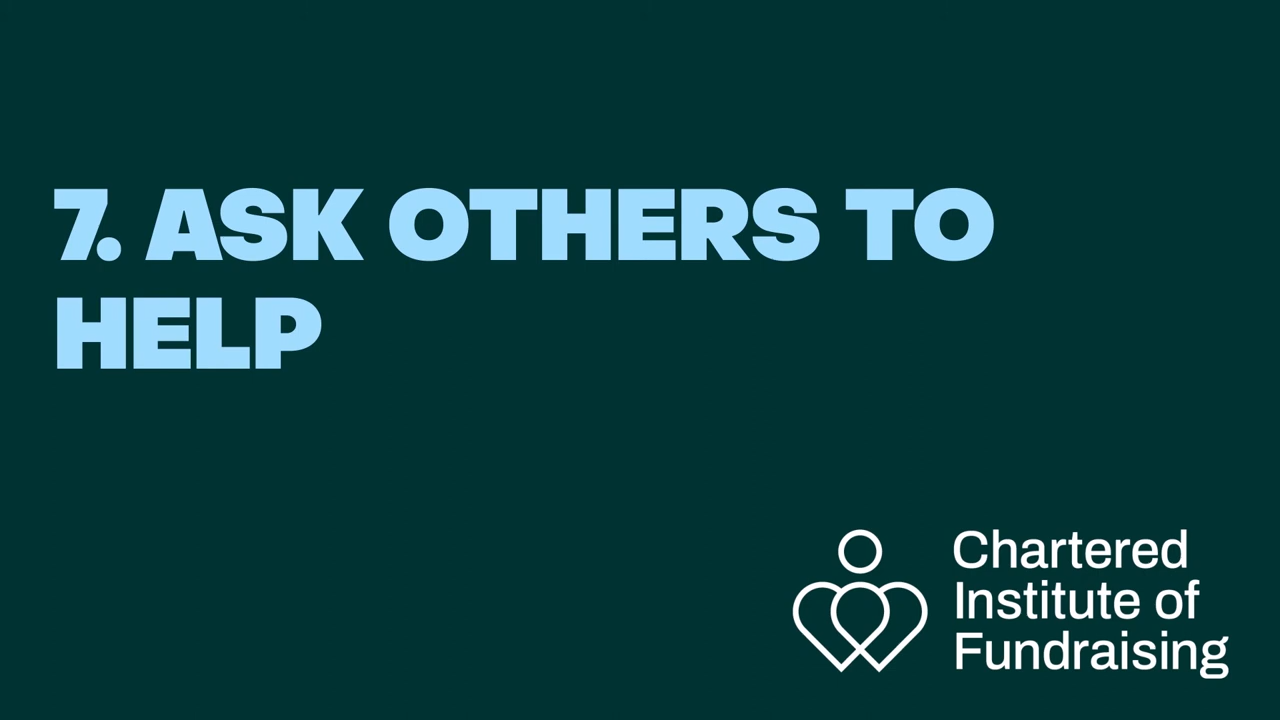 7. ASK OTHERS TO
HELP
Chartered
Institute of
Fundraising